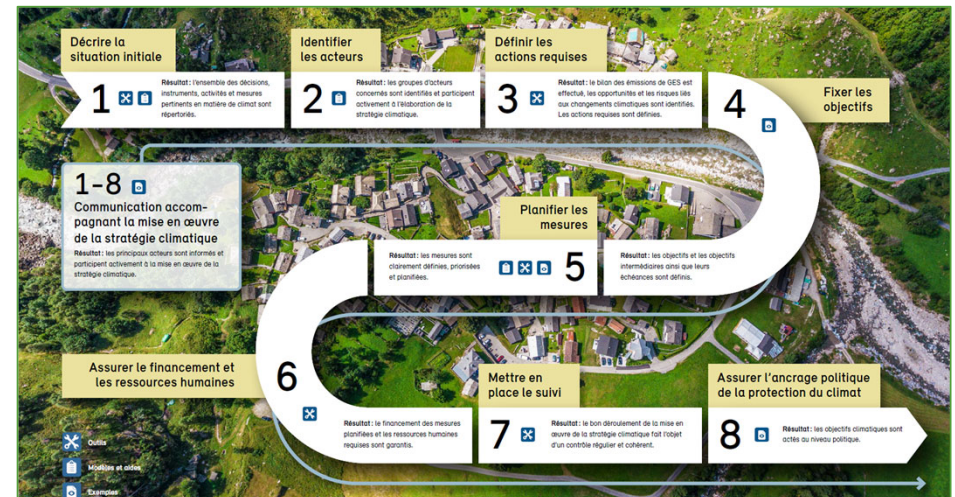 Décrire la
situation initiale
1
Résultat : l'ensemble des décisions,
instruments, activités et mesures
pertinents en matière de climat sont
répertoriés.
Identifier
les acteurs
2
Résultat : les groupes d'acteurs
concernés sont identifiés et participent
activement à l'élaboration de la
stratégie climatique.
Définir les
actions requises
3
Résultat : le bilan des émissions de GES est
effectué, les opportunités et les risques liés
aux changements climatiques sont identifiés.
Les actions requises sont définies.
4
Fixer les
objectifs
1-8
Communication accom-
pagnant la mise en œuvre
de la stratégie climatique
Résultat : les principaux acteurs sont informés et
participent activement à la mise en œuvre de la
stratégie climatique.
Résultat : les objectifs et les objectifs
intermédiaires ainsi que leurs
échéances sont définis.
Planifier les
mesures
5
Résultat : les mesures sont
clairement définies, priorisées
et planifiées.
Assurer le financement et
les ressources humaines
6
Résultat : le financement des mesures
planifiées et les ressources humaines
requises sont garantis.
Mettre en
place le suivi
7
Résultat : le bon déroulement de la mise en
œuvre de la stratégie climatique fait l'objet
d'un contrôle régulier et cohérent.
Assurer l'ancrage politique
de la protection du climat
8
Résultat : les objectifs climatiques sont
actés au niveau politique.
Outils
Modèles et aides
Exemples